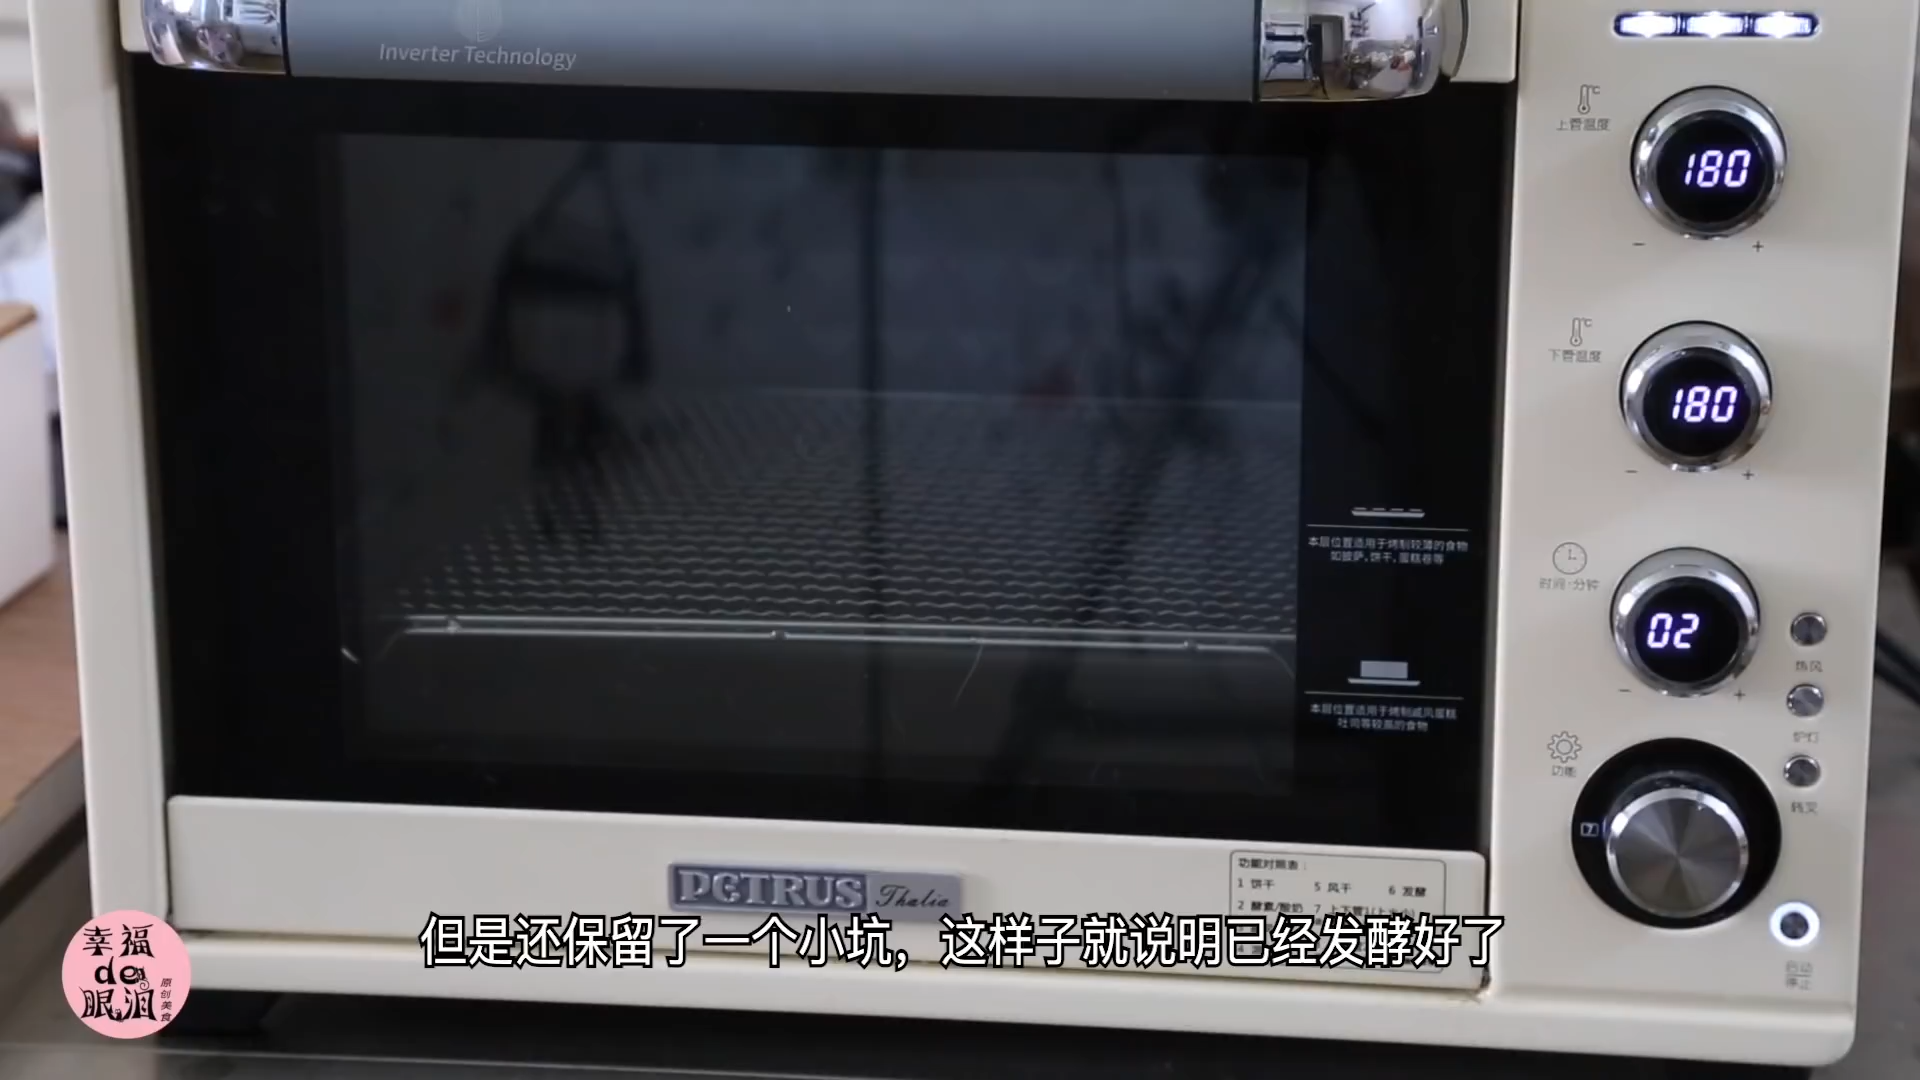 Inverter Technology
℃
上管温度
180
- +
℃
下管温度
180
- +
本层位置适用于烤制较薄的食物
如披萨,饼干,蛋糕卷等
时间·分钟
02
- +
热风
炉灯
转叉
本层位置适用于烤制戚风蛋糕
吐司等较高的食物
功能
7
PETRUS Thalia
功能对照表:
1 饼干 5 风干 6 发酵
2 酵素/酸奶
启动
停止
但是还保留了一个小坑，这样子就说明已经发酵好了
幸福
de
眼泪
原创美食